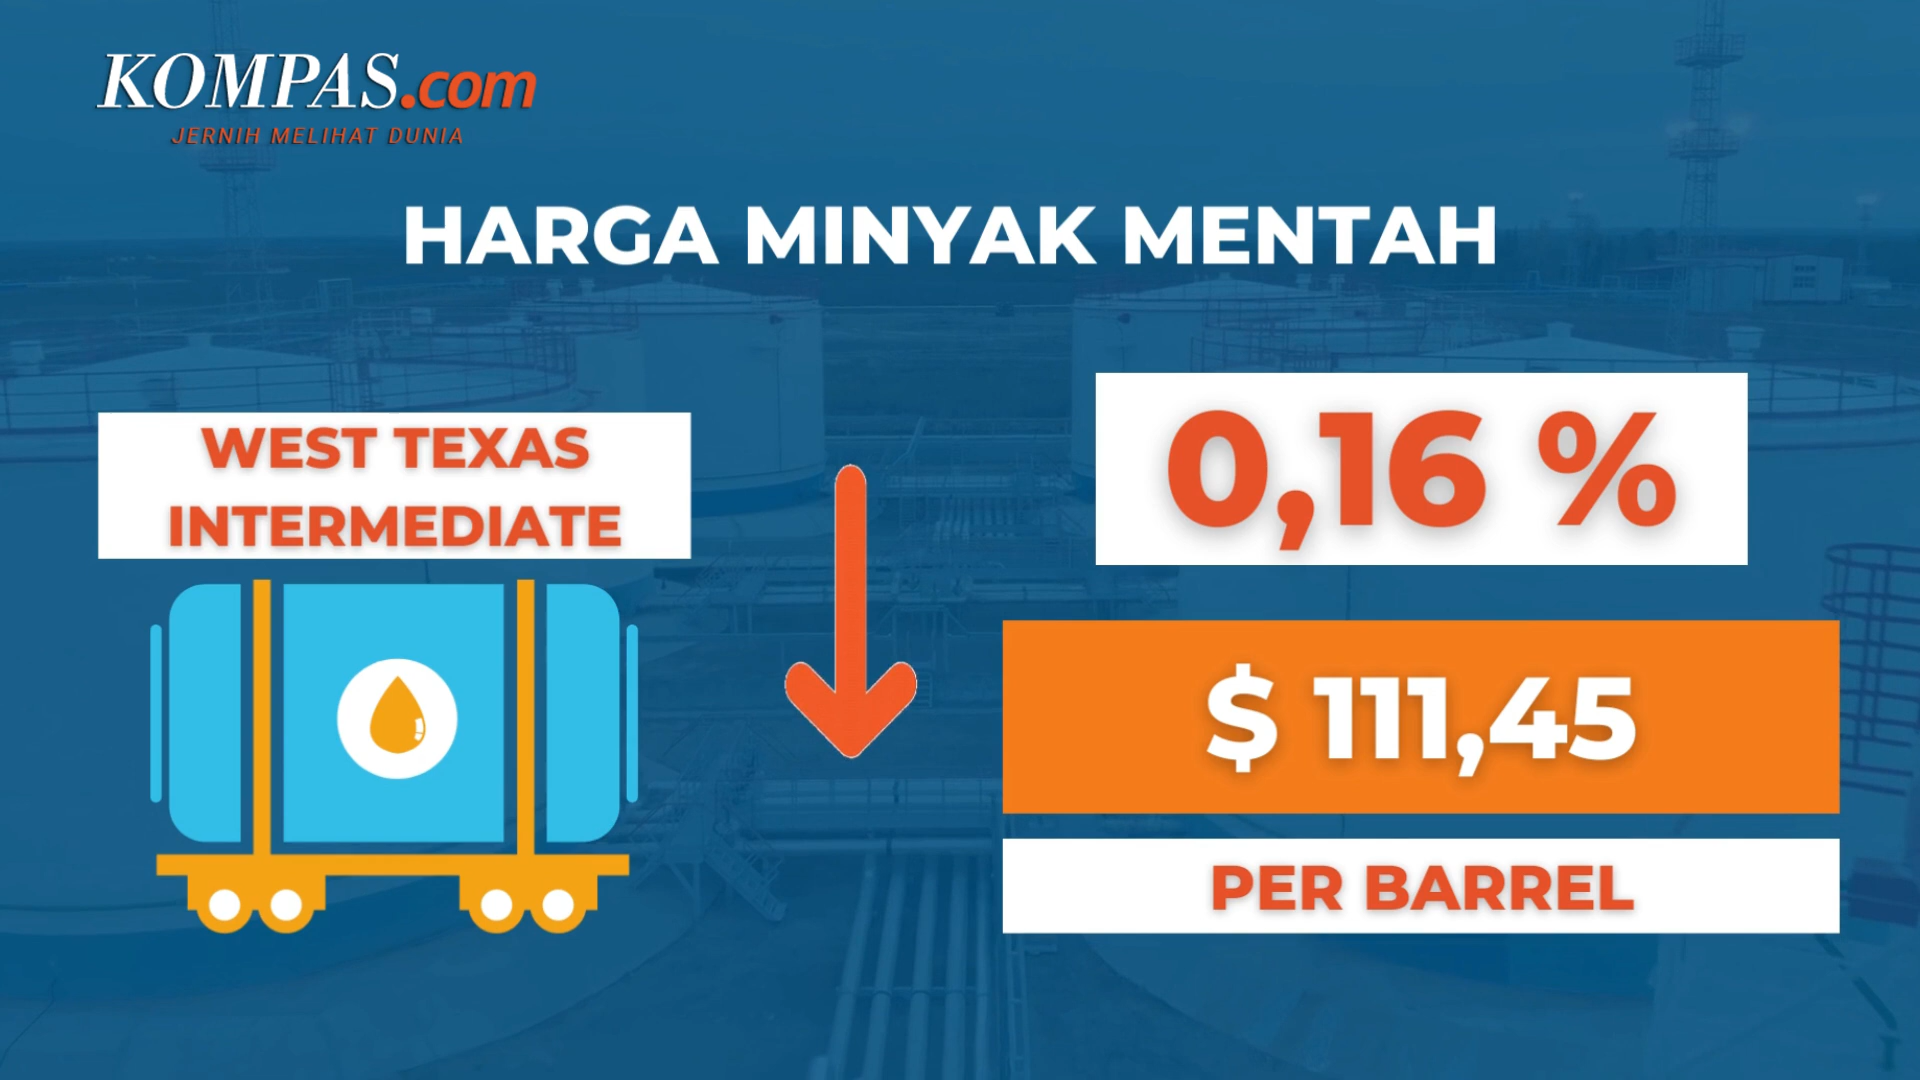 KOMPAS.com
JERNIH MELIHAT DUNIA
HARGA MINYAK MENTAH
WEST TEXAS
INTERMEDIATE
0,16 %
$ 111,45
PER BARREL